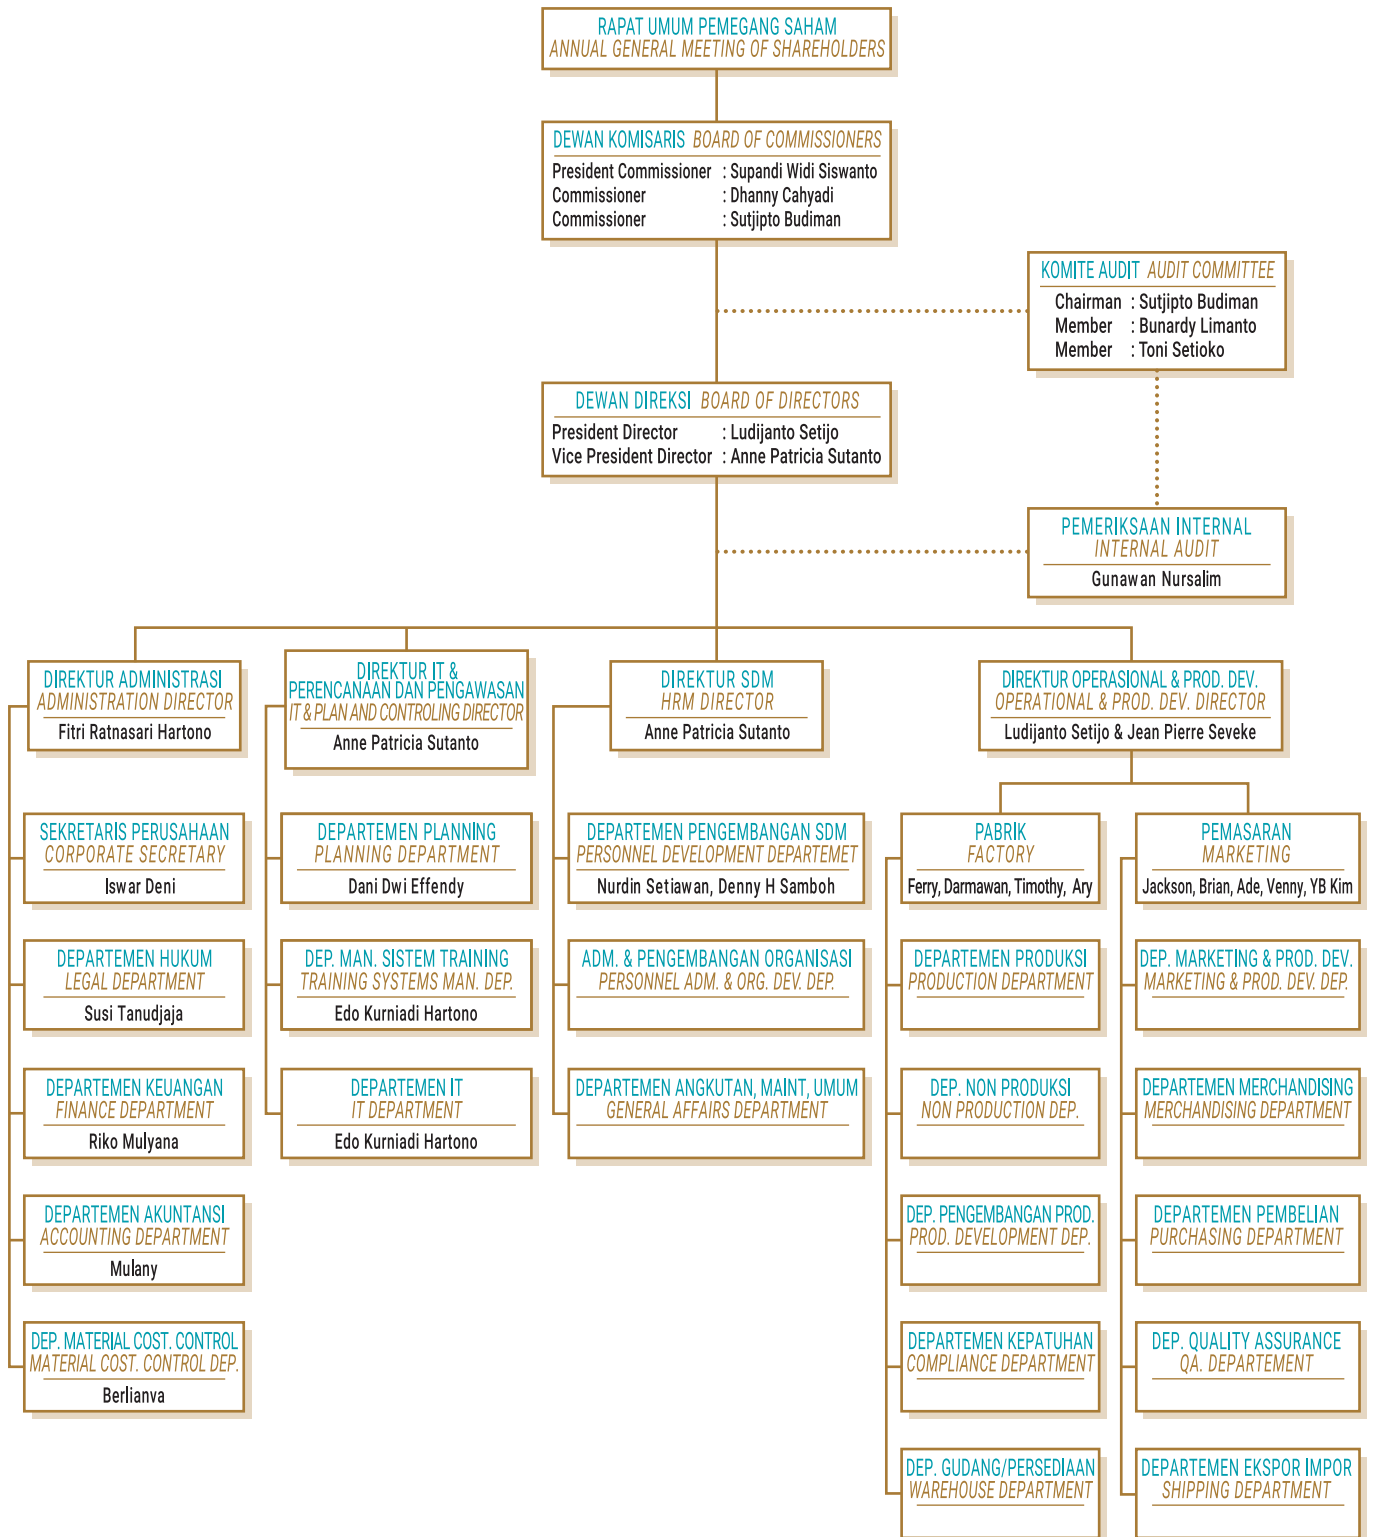 RAPAT UMUM PEMEGANG SAHAM
ANNUAL GENERAL MEETING OF SHAREHOLDERS
DEWAN KOMISARIS BOARD OF COMMISSIONERS
President Commissioner : Supandi Widi Siswanto
Commissioner : Dhanny Cahyadi
Commissioner : Sutjipto Budiman
KOMITE AUDIT AUDIT COMMITTEE
Chairman : Sutjipto Budiman
Member : Bunardy Limanto
Member : Toni Setioko
DEWAN DIREKSI BOARD OF DIRECTORS
President Director : Ludijanto Setijo
Vice President Director : Anne Patricia Sutanto
PEMERIKSAAN INTERNAL
INTERNAL AUDIT
Gunawan Nursalim
DIREKTUR ADMINISTRASI
ADMINISTRATION DIRECTOR
Fitri Ratnasari Hartono
SEKRETARIS PERUSAHAAN
CORPORATE SECRETARY
Iswar Deni
DEPARTEMEN HUKUM
LEGAL DEPARTMENT
Susi Tanudjaja
DEPARTEMEN KEUANGAN
FINANCE DEPARTMENT
Riko Mulyana
DEPARTEMEN AKUNTANSI
ACCOUNTING DEPARTMENT
Mulany
DEP. MATERIAL COST. CONTROL
MATERIAL COST. CONTROL DEP.
Berlianva
DIREKTUR IT &
PERENCANAAN DAN PENGAWASAN
IT & PLAN AND CONTROLING DIRECTOR
Anne Patricia Sutanto
DEPARTEMEN PLANNING
PLANNING DEPARTMENT
Dani Dwi Effendy
DEP. MAN. SISTEM TRAINING
TRAINING SYSTEMS MAN. DEP.
Edo Kurniadi Hartono
DEPARTEMEN IT
IT DEPARTMENT
Edo Kurniadi Hartono
DIREKTUR SDM
HRM DIRECTOR
Anne Patricia Sutanto
DEPARTEMEN PENGEMBANGAN SDM
PERSONNEL DEVELOPMENT DEPARTEMET
Nurdin Setiawan, Denny H Samboh
ADM. & PENGEMBANGAN ORGANISASI
PERSONNEL ADM. & ORG. DEV. DEP.
DEPARTEMEN ANGKUTAN, MAINT, UMUM
GENERAL AFFAIRS DEPARTMENT
DIREKTUR OPERASIONAL & PROD. DEV.
OPERATIONAL & PROD. DEV. DIRECTOR
Ludijanto Setijo & Jean Pierre Seveke
PABRIK
FACTORY
Ferry, Darmawan, Timothy, Ary
DEPARTEMEN PRODUKSI
PRODUCTION DEPARTMENT
DEP. NON PRODUKSI
NON PRODUCTION DEP.
DEP. PENGEMBANGAN PROD.
PROD. DEVELOPMENT DEP.
DEPARTEMEN KEPATUHAN
COMPLIANCE DEPARTMENT
DEP. GUDANG/PERSEDIAAN
WAREHOUSE DEPARTMENT
PEMASARAN
MARKETING
Jackson, Brian, Ade, Venny, YB Kim
DEP. MARKETING & PROD. DEV.
MARKETING & PROD. DEV. DEP.
DEPARTEMEN MERCHANDISING
MERCHANDISING DEPARTMENT
DEPARTEMEN PEMBELIAN
PURCHASING DEPARTMENT
DEP. QUALITY ASSURANCE
QA. DEPARTEMENT
DEPARTEMEN EKSPOR IMPOR
SHIPPING DEPARTMENT